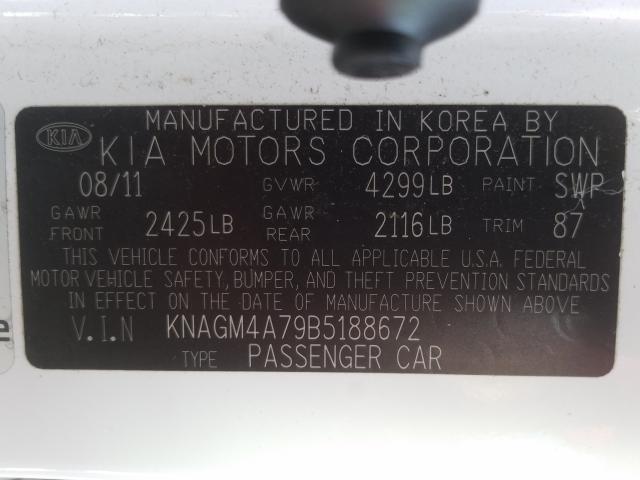 MANUFACTURED IN KOREA BY
KIA KIA MOTORS CORPORATION
08/11 GVWR 4299LB PAINT SWP
GAWR FRONT 2425LB GAWR REAR 2116LB TRIM 87
THIS VEHICLE CONFORMS TO ALL APPLICABLE U.S.A. FEDERAL
MOTOR VEHICLE SAFETY, BUMPER, AND THEFT PREVENTION STANDARDS
IN EFFECT ON THE DATE OF MANUFACTURE SHOWN ABOVE
V.I.N KNAGM4A79B5188672
TYPE PASSENGER CAR